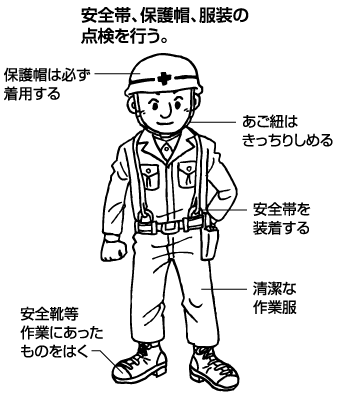 安全帯、保護帽、服装の
点検を行う。
保護帽は必ず
着用する
あご紐は
きっちりしめる
安全帯を
装着する
清潔な
作業服
安全靴等
作業にあった
ものをはく